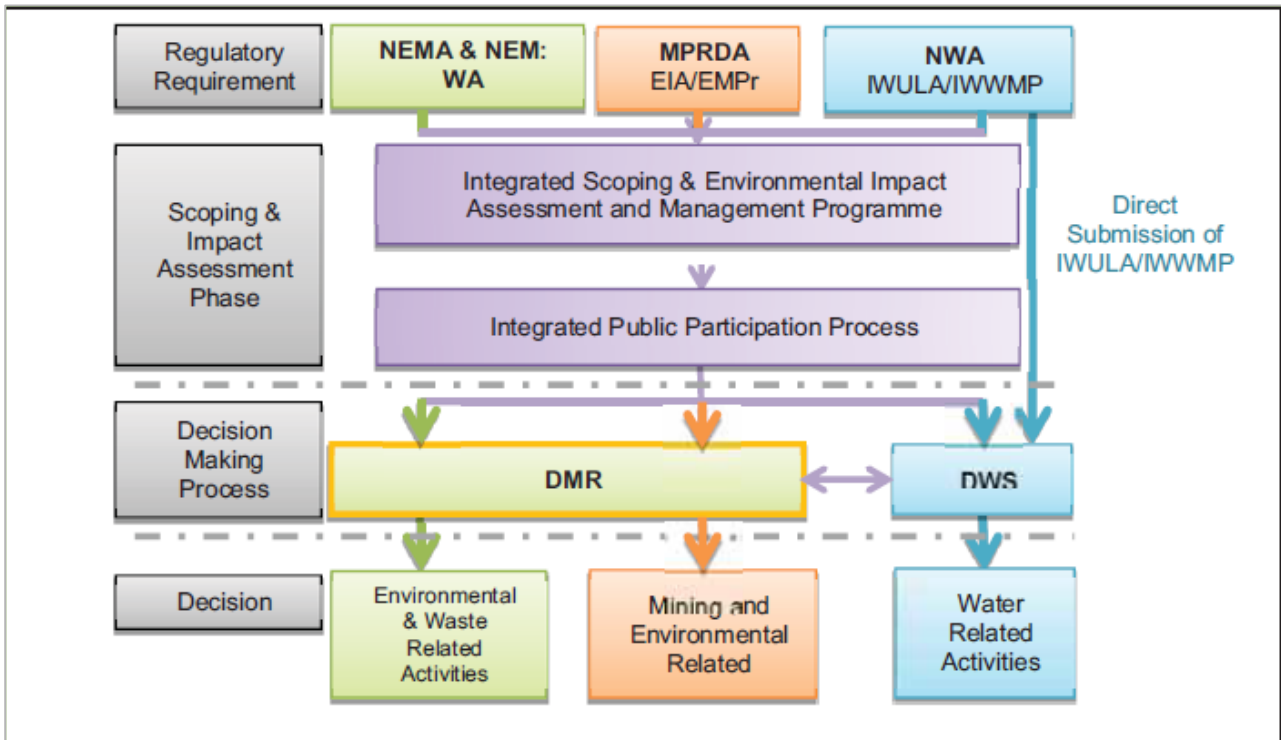 Regulatory
Requirement
NEMA & NEM:
WA
MPRDA
EIA/EMPr
NWA
IWULA/IWWMP
Scoping &
Impact
Assessment
Phase
Integrated Scoping & Environmental Impact
Assessment and Management Programme
Direct
Submission of
IWULA/IWWMP
Integrated Public Participation Process
Decision
Making
Process
DMR
DWS
Decision
Environmental
& Waste
Related
Activities
Mining and
Environmental
Related
Water
Related
Activities